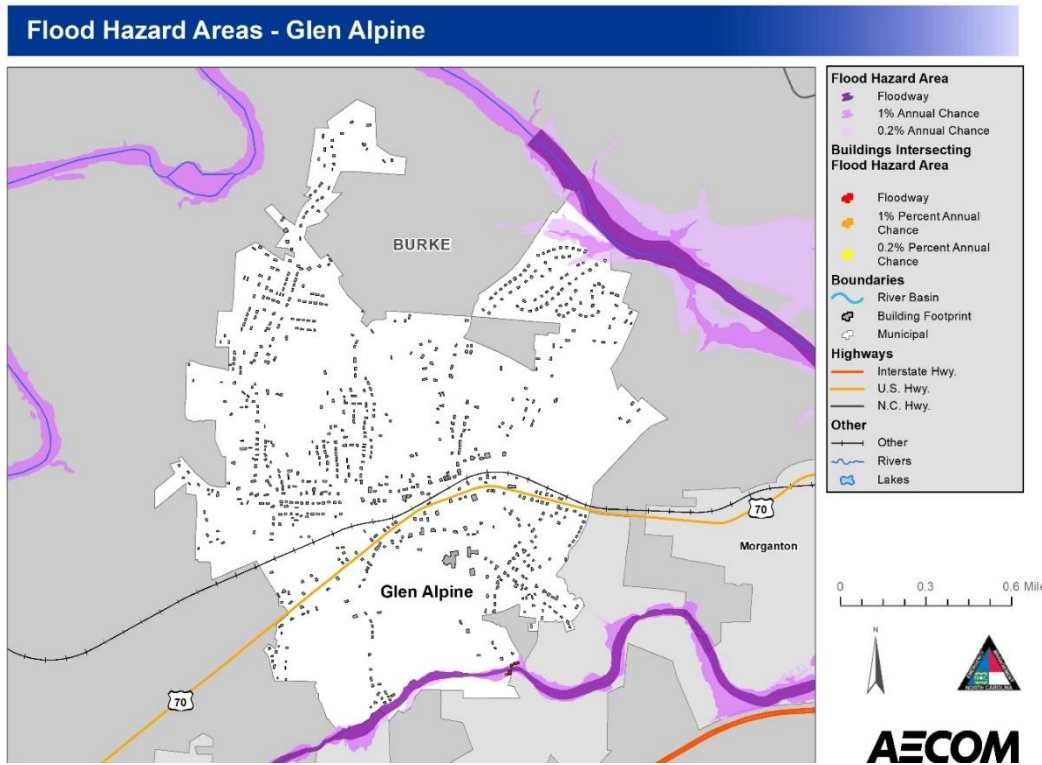 Flood Hazard Areas - Glen Alpine
BURKE
Glen Alpine
Morganton
70
70
Flood Hazard Area
Floodway
1% Annual Chance
0.2% Annual Chance
Buildings Intersecting
Flood Hazard Area
Floodway
1% Percent Annual
Chance
0.2% Percent Annual
Chance
Boundaries
River Basin
Building Footprint
Municipal
Highways
Interstate Hwy.
U.S. Hwy.
N.C. Hwy.
Other
Other
Rivers
Lakes
0 0.3 0.6 Mile
N
NORTH CAROLINA
AECOM